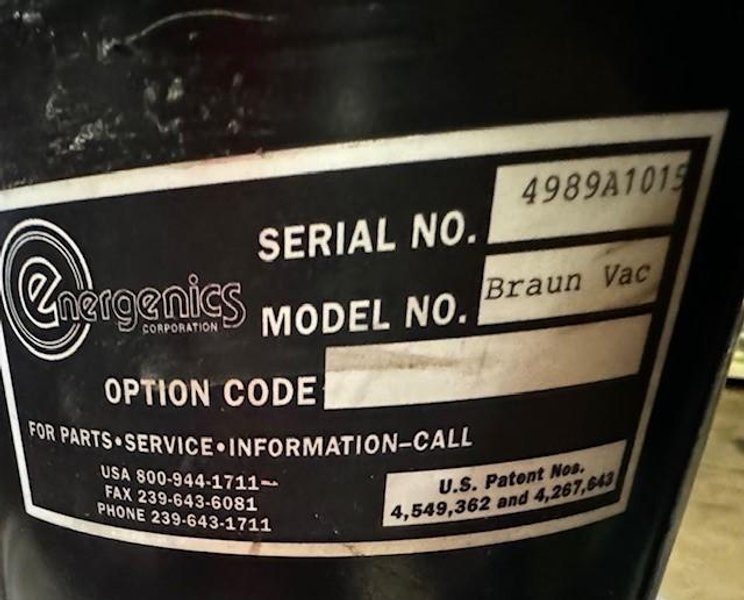 energenics
CORPORATION
SERIAL NO. 4989A1015
MODEL NO. Braun Vac
OPTION CODE
FOR PARTS•SERVICE•INFORMATION–CALL
USA 800-944-1711
FAX 239-643-6081
PHONE 239-643-1711
U.S. Patent Nos.
4,549,362 and 4,267,643